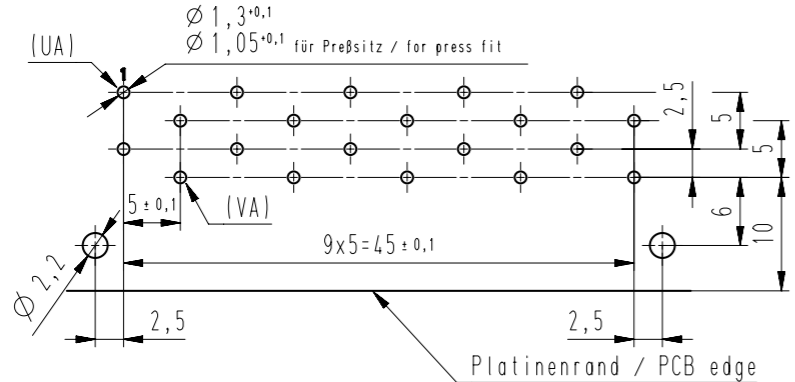 Ø 1,3+0,1
(UA)
Ø 1,05+0,1 für Preßsitz / for press fit
1
2,5
5
5
5 ± 0,1
(VA)
6
10
9x5=45 ± 0,1
Ø 2,2
2,5
2,5
Platinenrand / PCB edge